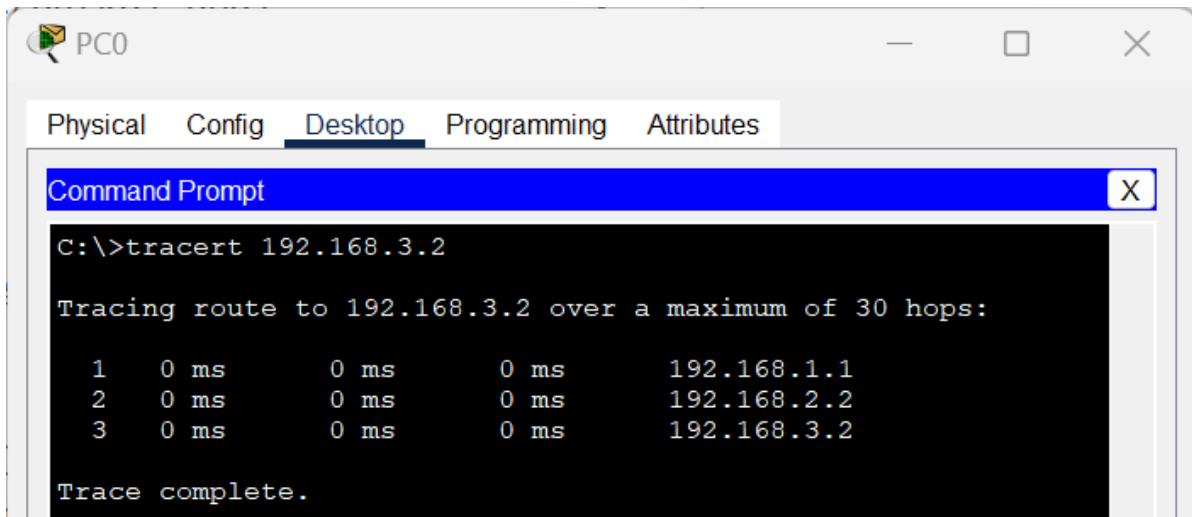 PC0
Physical Config Desktop Programming Attributes
Command Prompt X
C:\>tracert 192.168.3.2
Tracing route to 192.168.3.2 over a maximum of 30 hops:
1 0 ms 0 ms 0 ms 192.168.1.1
2 0 ms 0 ms 0 ms 192.168.2.2
3 0 ms 0 ms 0 ms 192.168.3.2
Trace complete.